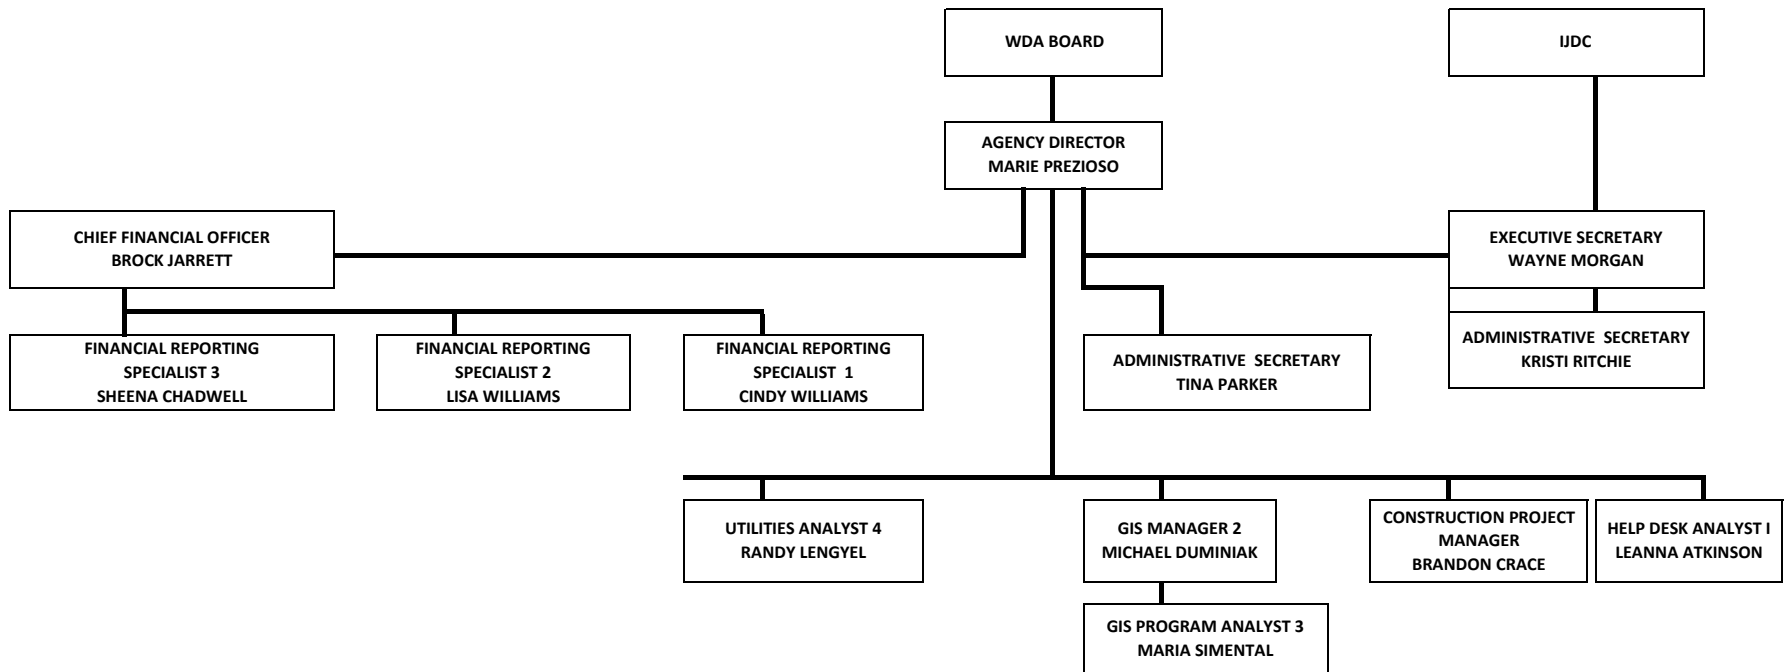 WDA BOARD
IJDC
AGENCY DIRECTOR
MARIE PREZIOSO
CHIEF FINANCIAL OFFICER
BROCK JARRETT
EXECUTIVE SECRETARY
WAYNE MORGAN
FINANCIAL REPORTING
SPECIALIST 3
SHEENA CHADWELL
FINANCIAL REPORTING
SPECIALIST 2
LISA WILLIAMS
FINANCIAL REPORTING
SPECIALIST 1
CINDY WILLIAMS
ADMINISTRATIVE SECRETARY
TINA PARKER
ADMINISTRATIVE SECRETARY
KRISTI RITCHIE
UTILITIES ANALYST 4
RANDY LENGYEL
GIS MANAGER 2
MICHAEL DUMINIAK
CONSTRUCTION PROJECT
MANAGER
BRANDON CRACE
HELP DESK ANALYST I
LEANNA ATKINSON
GIS PROGRAM ANALYST 3
MARIA SIMENTAL